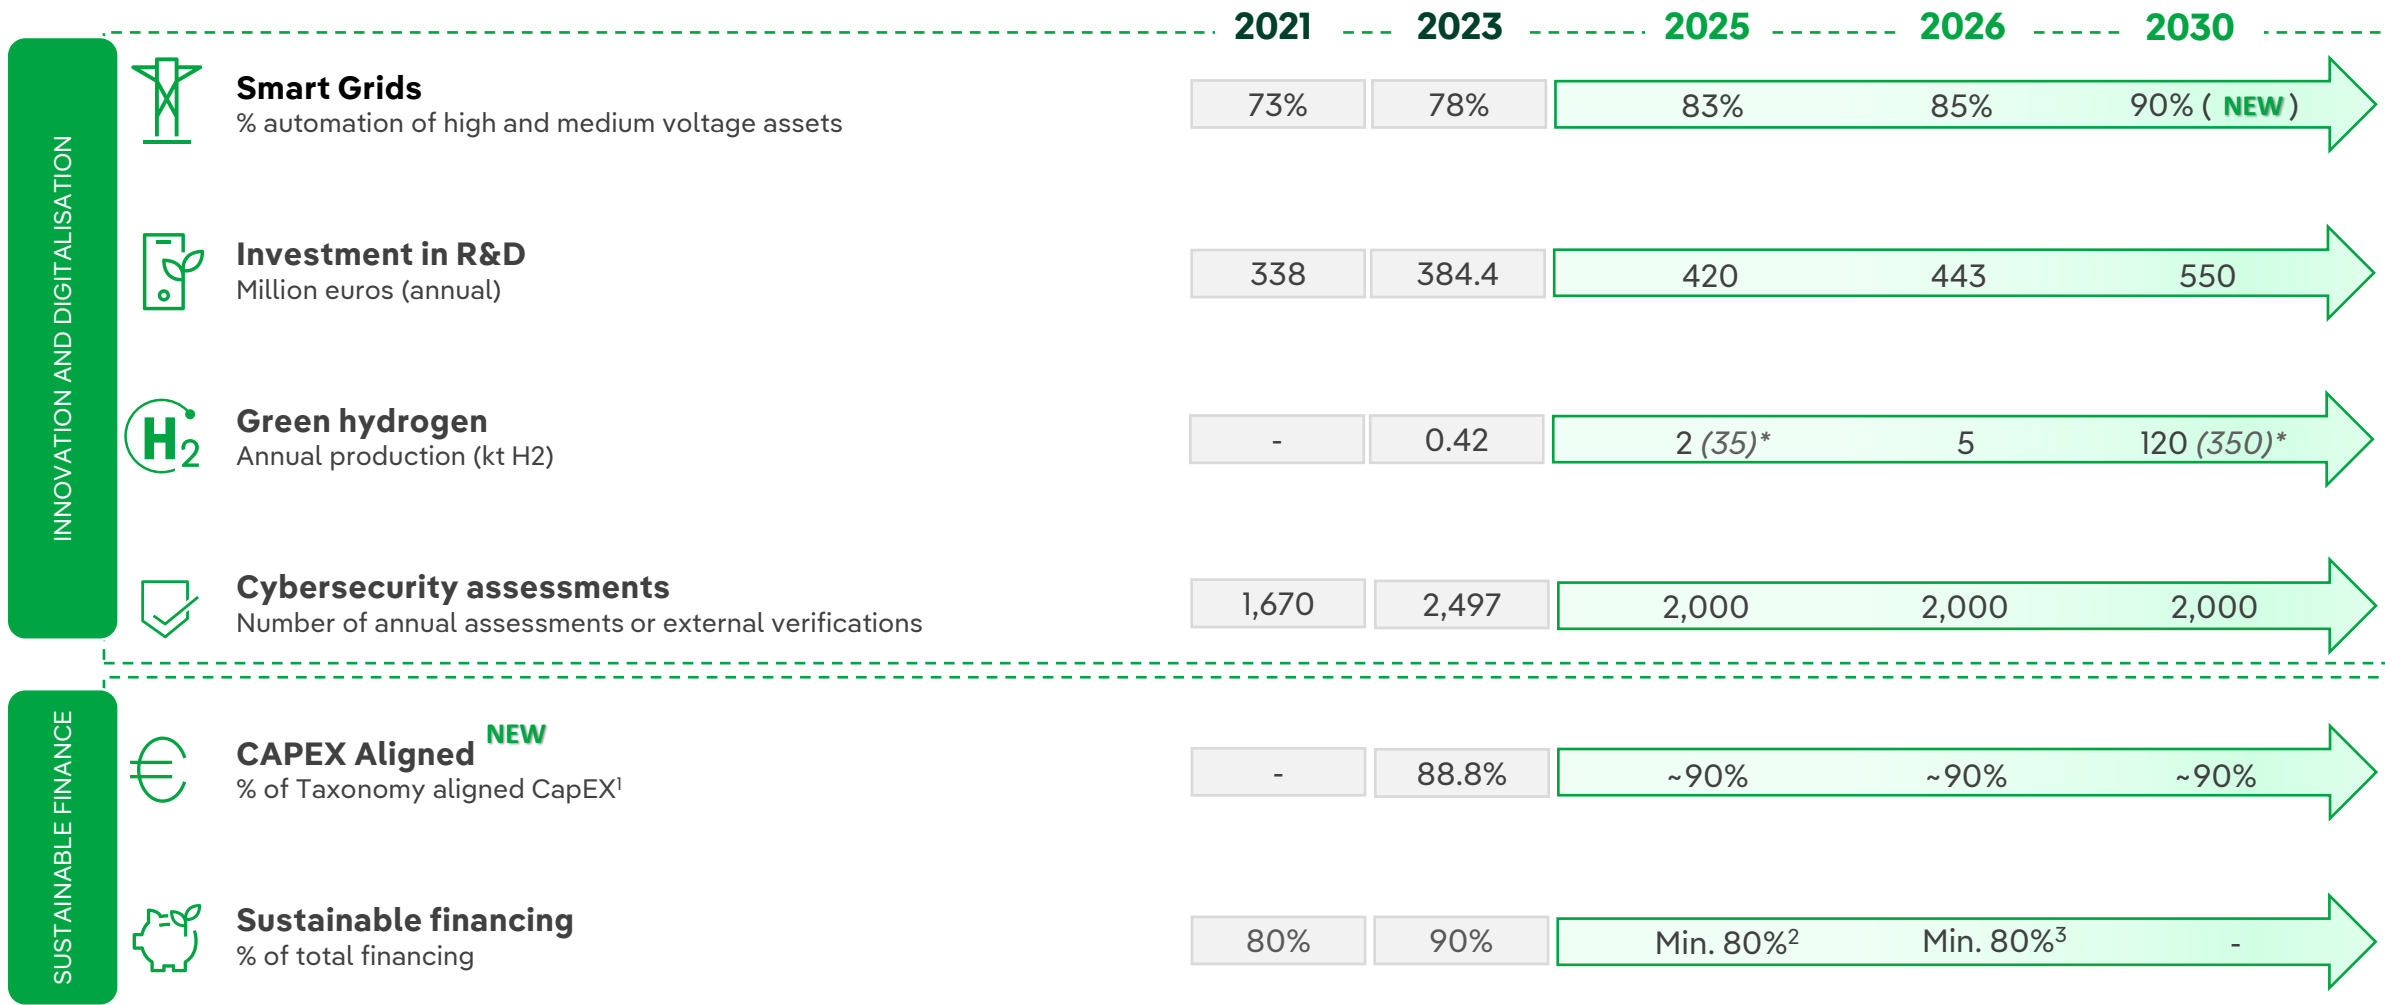 2021 2023 2025 2026 2030
INNOVATION AND DIGITALISATION
Smart Grids
% automation of high and medium voltage assets
73% 78% 83% 85% 90% ( NEW )
Investment in R&D
Million euros (annual)
338 384.4 420 443 550
H2
Green hydrogen
Annual production (kt H2)
- 0.42 2 (35)* 5 120 (350)*
Cybersecurity assessments
Number of annual assessments or external verifications
1,670 2,497 2,000 2,000 2,000
SUSTAINABLE FINANCE
CAPEX Aligned NEW
% of Taxonomy aligned CapEX¹
- 88.8% ~90% ~90% ~90%
Sustainable financing
% of total financing
80% 90% Min. 80%² Min. 80%³ -